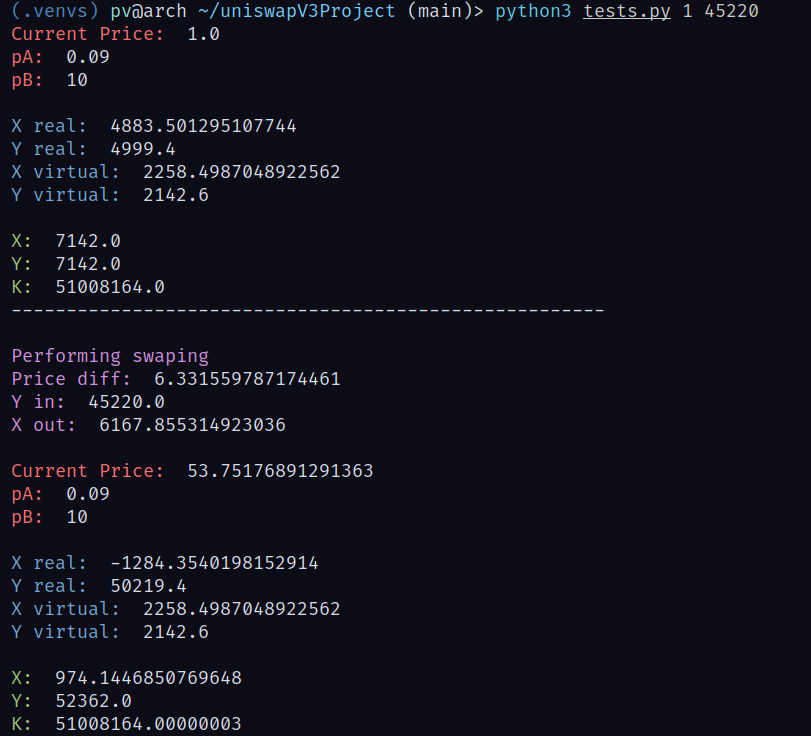 (.venvs) pv@arch ~/uniswapV3Project (main)> python3 tests.py 1 45220
Current Price:  1.0
pA:  0.09
pB:  10
X real:  4883.501295107744
Y real:  4999.4
X virtual:  2258.4987048922562
Y virtual:  2142.6
X:  7142.0
Y:  7142.0
K:  51008164.0
------------------------------------------------------
Performing swaping
Price diff:  6.331559787174461
Y in:  45220.0
X out:  6167.855314923036
Current Price:  53.75176891291363
pA:  0.09
pB:  10
X real:  -1284.3540198152914
Y real:  50219.4
X virtual:  2258.4987048922562
Y virtual:  2142.6
X:  974.1446850769648
Y:  52362.0
K:  51008164.00000003